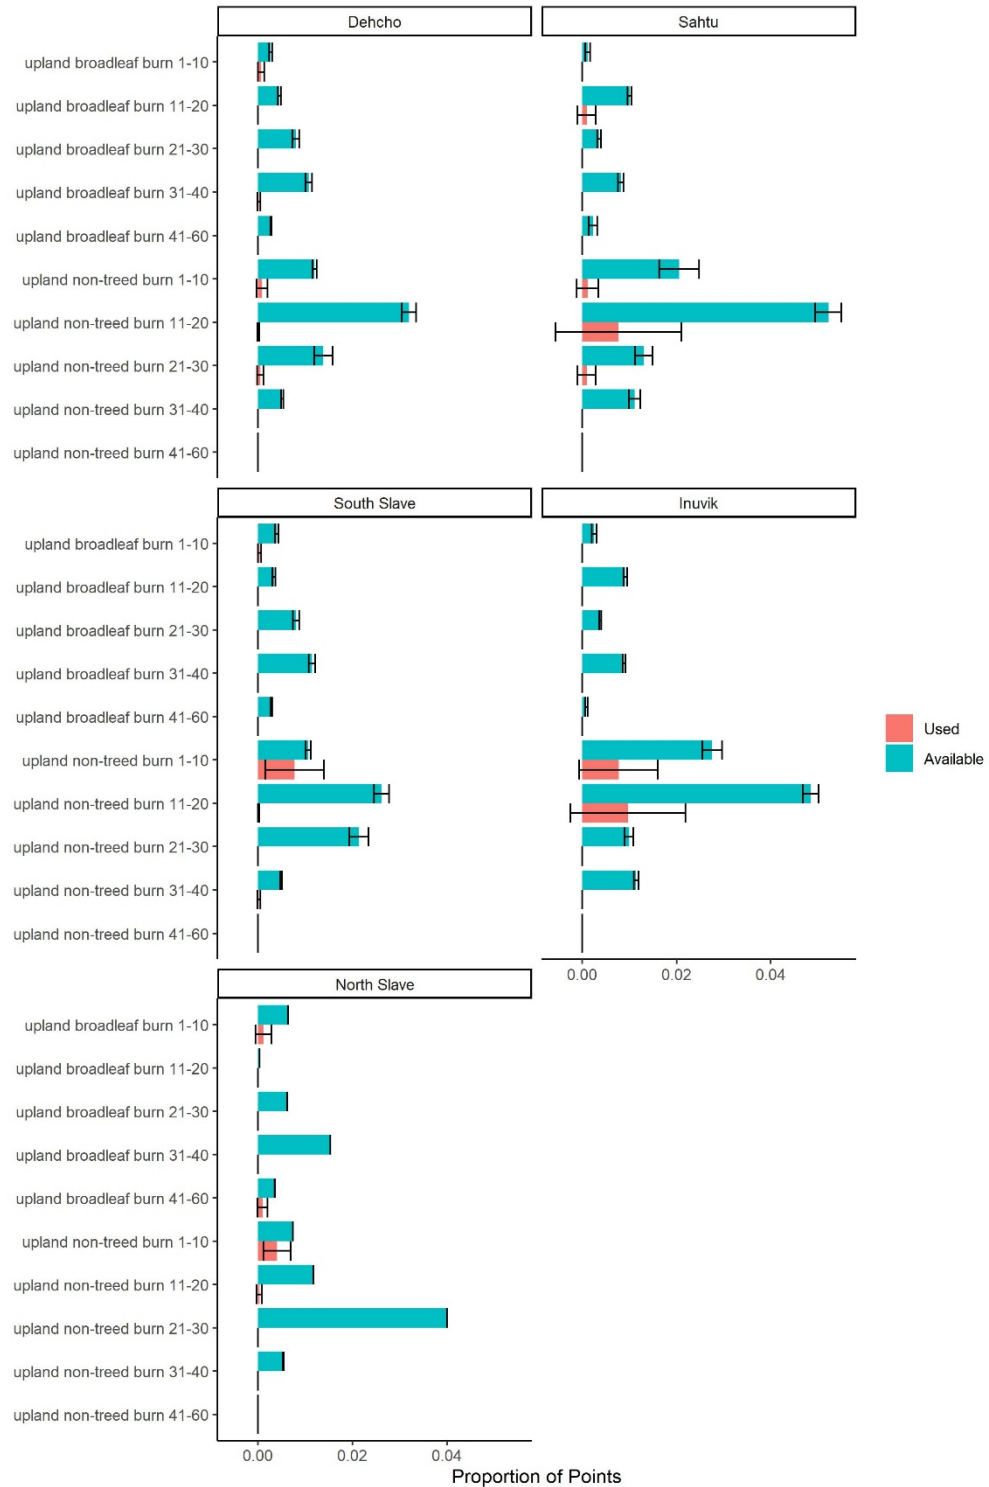 Dehcho
Sahtu
upland broadleaf burn 1-10
upland broadleaf burn 11-20
upland broadleaf burn 21-30
upland broadleaf burn 31-40
upland broadleaf burn 41-60
upland non-treed burn 1-10
upland non-treed burn 11-20
upland non-treed burn 21-30
upland non-treed burn 31-40
upland non-treed burn 41-60
South Slave
Inuvik
upland broadleaf burn 1-10
upland broadleaf burn 11-20
upland broadleaf burn 21-30
upland broadleaf burn 31-40
upland broadleaf burn 41-60
upland non-treed burn 1-10
upland non-treed burn 11-20
upland non-treed burn 21-30
upland non-treed burn 31-40
upland non-treed burn 41-60
Used
Available
0.00 0.02 0.04
North Slave
upland broadleaf burn 1-10
upland broadleaf burn 11-20
upland broadleaf burn 21-30
upland broadleaf burn 31-40
upland broadleaf burn 41-60
upland non-treed burn 1-10
upland non-treed burn 11-20
upland non-treed burn 21-30
upland non-treed burn 31-40
upland non-treed burn 41-60
0.00 0.02 0.04
Proportion of Points